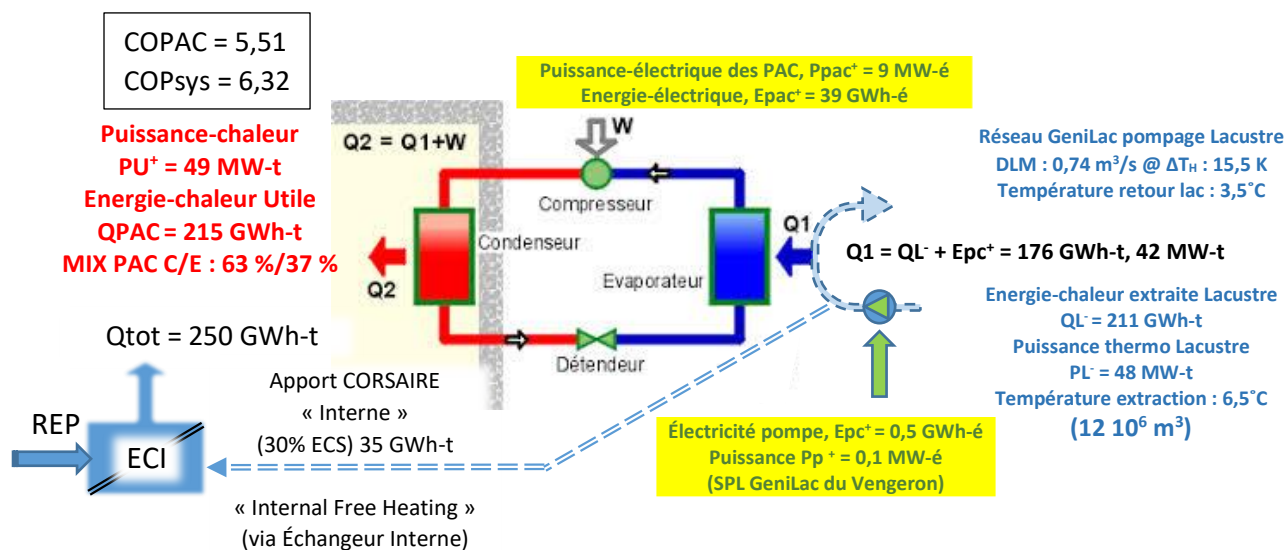 COPAC = 5,51
COPsys = 6,32
Puissance-électrique des PAC, Ppac⁺ = 9 MW-é
Energie-électrique, Epac⁺ = 39 GWh-é
Puissance-chaleur
PU⁺ = 49 MW-t
Energie-chaleur Utile
QPAC = 215 GWh-t
MIX PAC C/E : 63 %/37 %
Q2 = Q1+W
W
Compresseur
Condenseur
Evaporateur
Détendeur
Q2
Q1
Réseau GeniLac pompage Lacustre
DLM : 0,74 m³/s @ ΔTH : 15,5 K
Température retour lac : 3,5°C
Q1 = QL⁻ + Epc⁺ = 176 GWh-t, 42 MW-t
Energie-chaleur extraite Lacustre
QL⁻ = 211 GWh-t
Puissance thermo Lacustre
PL⁻ = 48 MW-t
Température extraction : 6,5°C
(12 10⁶ m³)
Qtot = 250 GWh-t
Apport CORSAIRE
« Interne »
(30% ECS) 35 GWh-t
REP
ECI
« Internal Free Heating »
(via Échangeur Interne)
Électricité pompe, Epc⁺ = 0,5 GWh-é
Puissance Pp ⁺ = 0,1 MW-é
(SPL GeniLac du Vengeron)